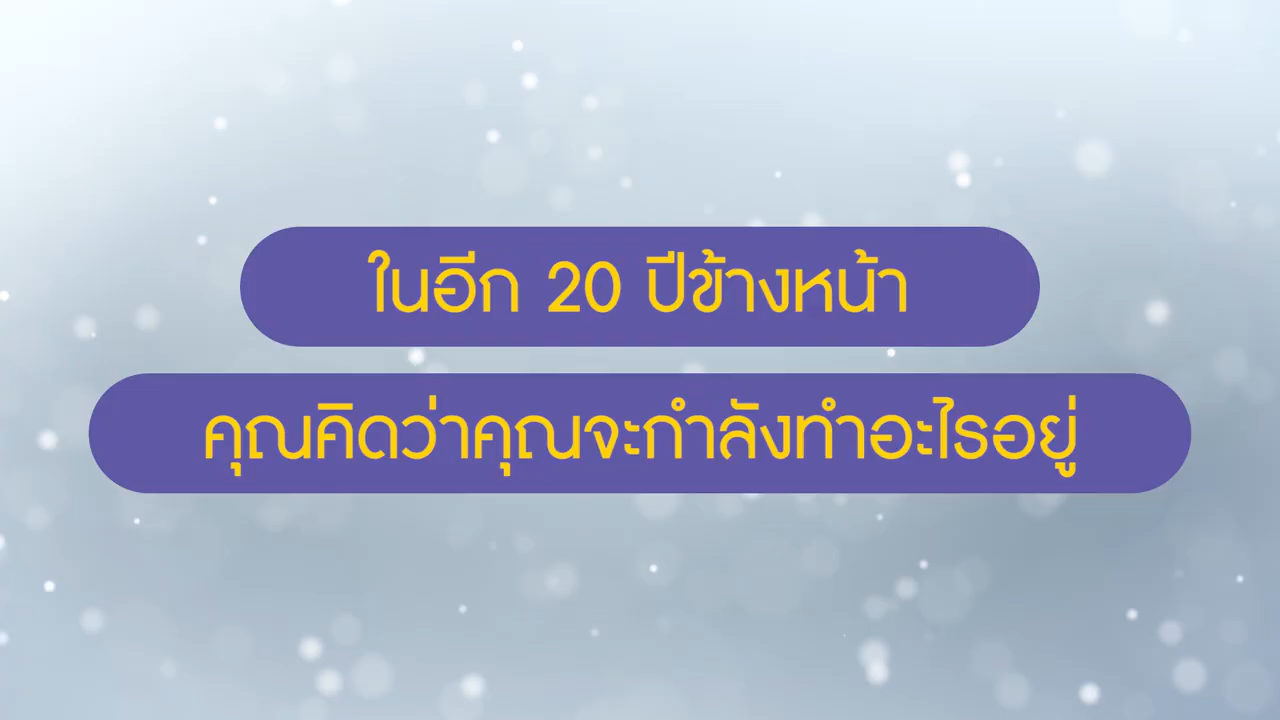 ในอีก 20 ปีข้างหน้า
คุณคิดว่าคุณจะกำลังทำอะไรอยู่